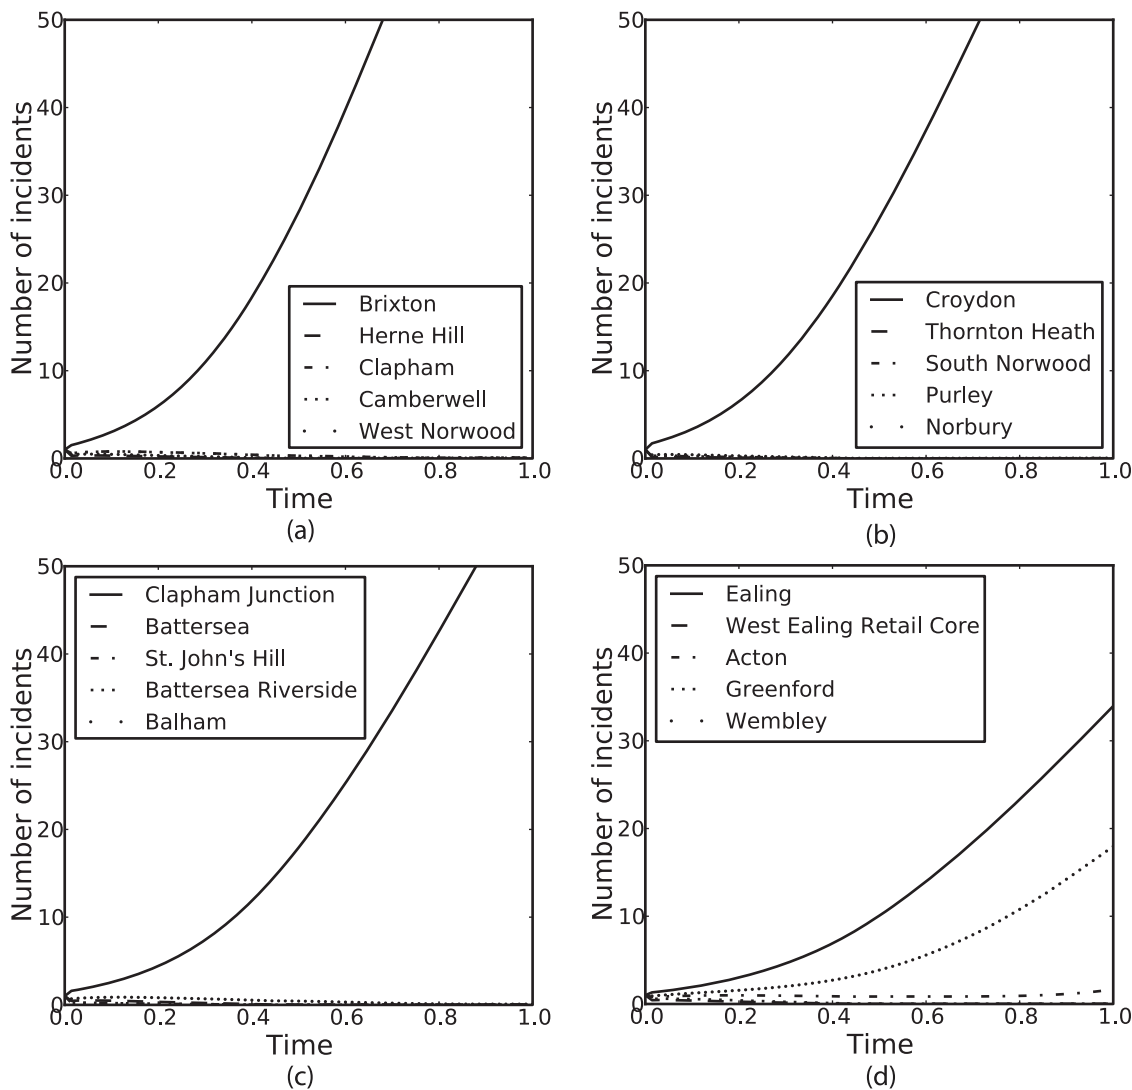 50
40
30
20
10
0
0.0 0.2 0.4 0.6 0.8 1.0
Number of incidents
Time
Brixton
Herne Hill
Clapham
Camberwell
West Norwood
(a)
50
40
30
20
10
0
0.0 0.2 0.4 0.6 0.8 1.0
Number of incidents
Time
Croydon
Thornton Heath
South Norwood
Purley
Norbury
(b)
50
40
30
20
10
0
0.0 0.2 0.4 0.6 0.8 1.0
Number of incidents
Time
Clapham Junction
Battersea
St. John's Hill
Battersea Riverside
Balham
(c)
50
40
30
20
10
0
0.0 0.2 0.4 0.6 0.8 1.0
Number of incidents
Time
Ealing
West Ealing Retail Core
Acton
Greenford
Wembley
(d)